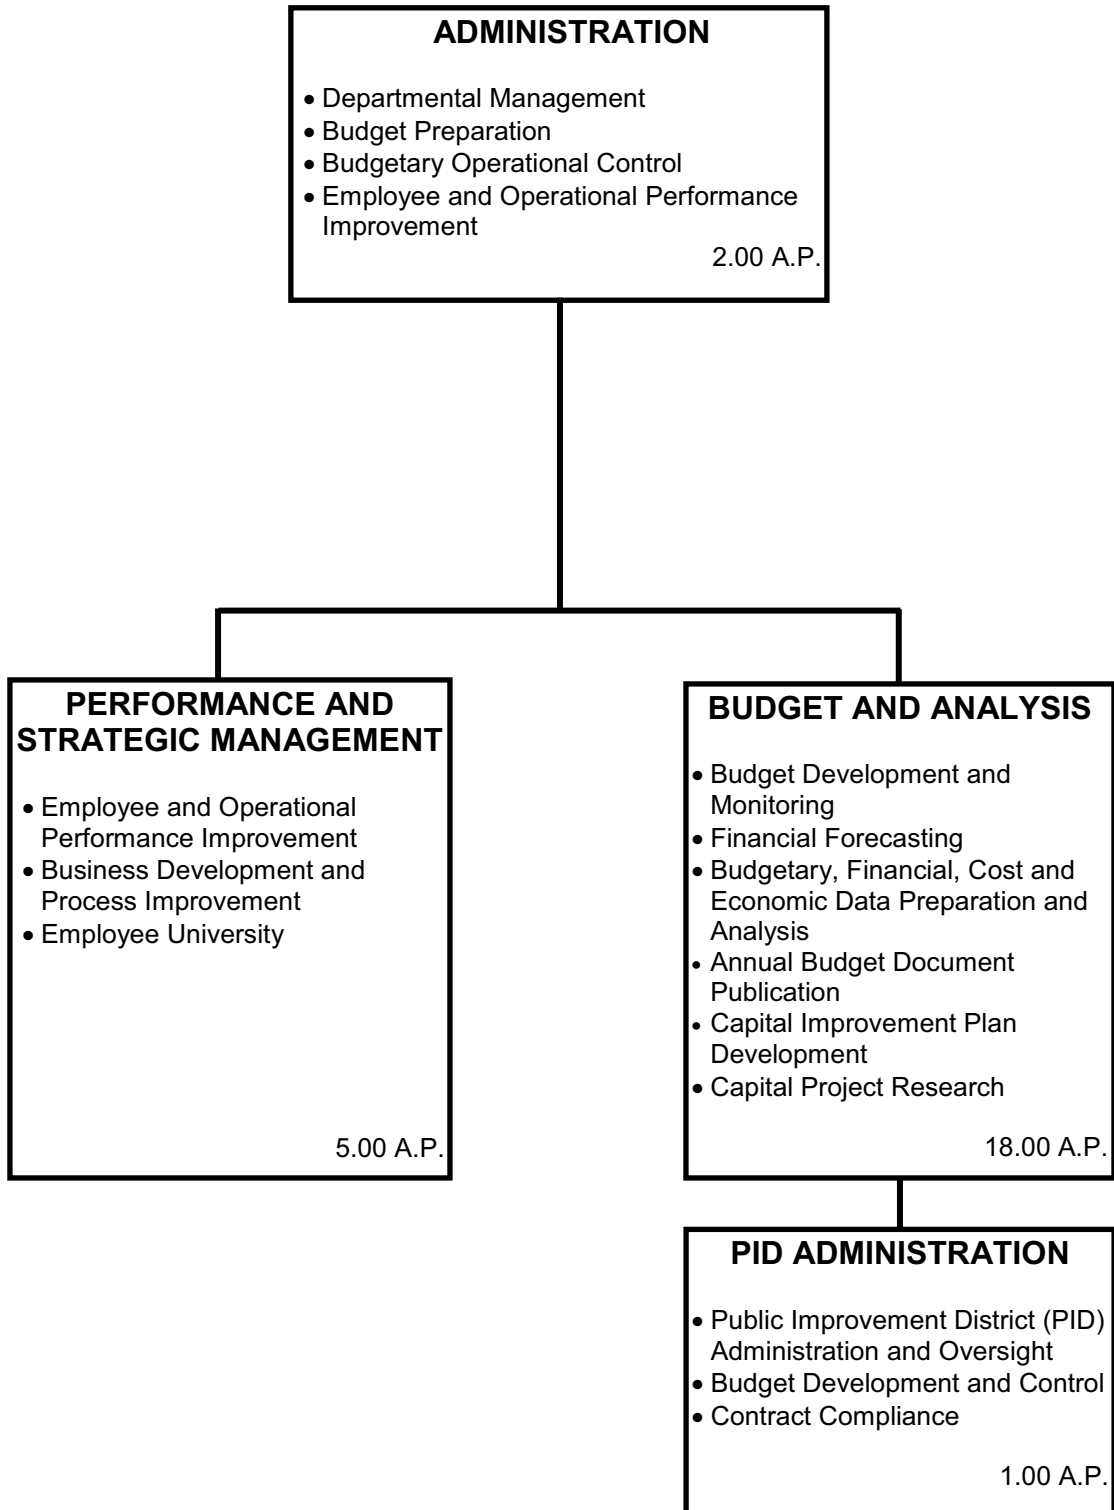 ADMINISTRATION
• Departmental Management
• Budget Preparation
• Budgetary Operational Control
• Employee and Operational Performance
Improvement
2.00 A.P.
PERFORMANCE AND
STRATEGIC MANAGEMENT
• Employee and Operational
Performance Improvement
• Business Development and
Process Improvement
• Employee University
5.00 A.P.
BUDGET AND ANALYSIS
• Budget Development and
Monitoring
• Financial Forecasting
• Budgetary, Financial, Cost and
Economic Data Preparation and
Analysis
• Annual Budget Document
Publication
• Capital Improvement Plan
Development
• Capital Project Research
18.00 A.P.
PID ADMINISTRATION
• Public Improvement District (PID)
Administration and Oversight
• Budget Development and Control
• Contract Compliance
1.00 A.P.